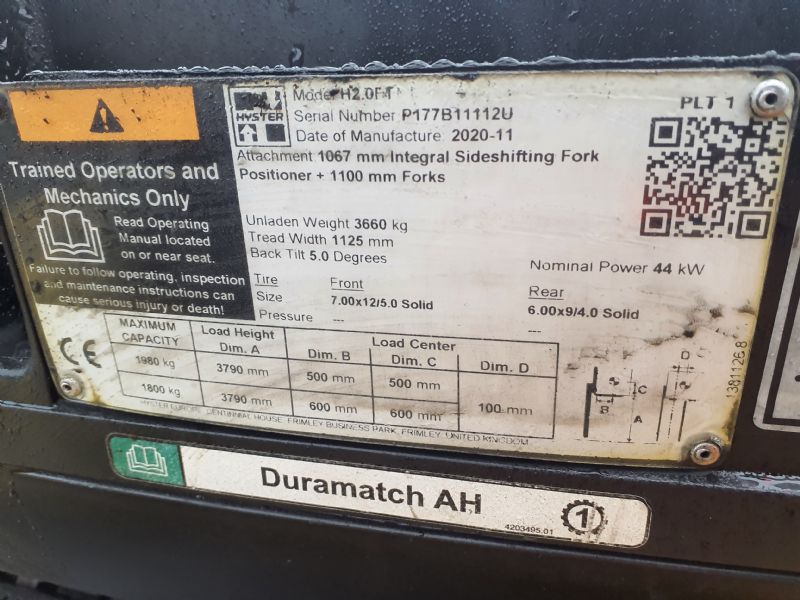 Model H2.0FT
HYSTER
Serial Number P177B11112U
Date of Manufacture 2020-11
PLT 1
Attachment 1067 mm Integral Sideshifting Fork
Positioner + 1100 mm Forks
Trained Operators and
Mechanics Only
Read Operating
Manual located
on or near seat.
Failure to follow operating, inspection
and maintenance instructions can
cause serious injury or death!
Unladen Weight 3660 kg
Tread Width 1125 mm
Back Tilt 5.0 Degrees
Nominal Power 44 kW
Tire Front Rear
Size 7.00x12/5.0 Solid 6.00x9/4.0 Solid
Pressure --- ---
CE
MAXIMUM
CAPACITY
Load Height
Dim. A
Load Center
Dim. B Dim. C Dim. D
1980 kg 3790 mm 500 mm 500 mm
1800 kg 3790 mm 600 mm 600 mm
100 mm
D
C
B
A
HYSTER EUROPE, CENTENNIAL HOUSE, FRIMLEY BUSINESS PARK, FRIMLEY, UNITED KINGDOM
Duramatch AH
1
4203495.01